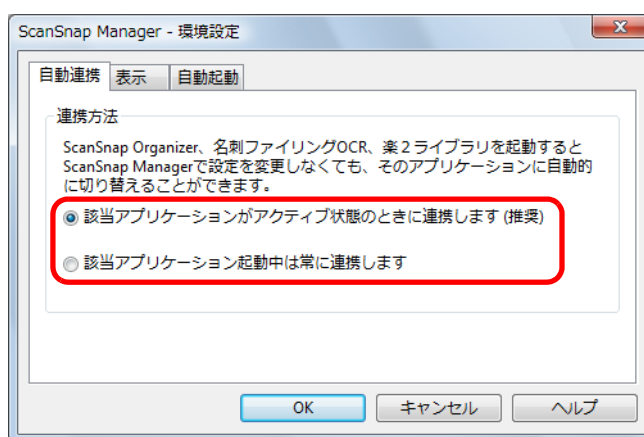 ScanSnap Manager - 環境設定
自動連携 表示 自動起動
連携方法
ScanSnap Organizer、名刺ファイリングOCR、楽2ライブラリを起動すると
ScanSnap Managerで設定を変更しなくても、そのアプリケーションに自動的
に切り替えることができます。
該当アプリケーションがアクティブ状態のときに連携します (推奨)
該当アプリケーション起動中は常に連携します
OK キャンセル ヘルプ